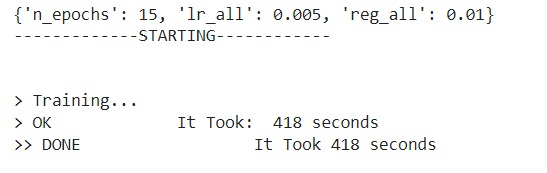 {'n_epochs': 15, 'lr_all': 0.005, 'reg_all': 0.01}
-------------STARTING------------
> Training...
> OK It Took: 418 seconds
>> DONE It Took 418 seconds